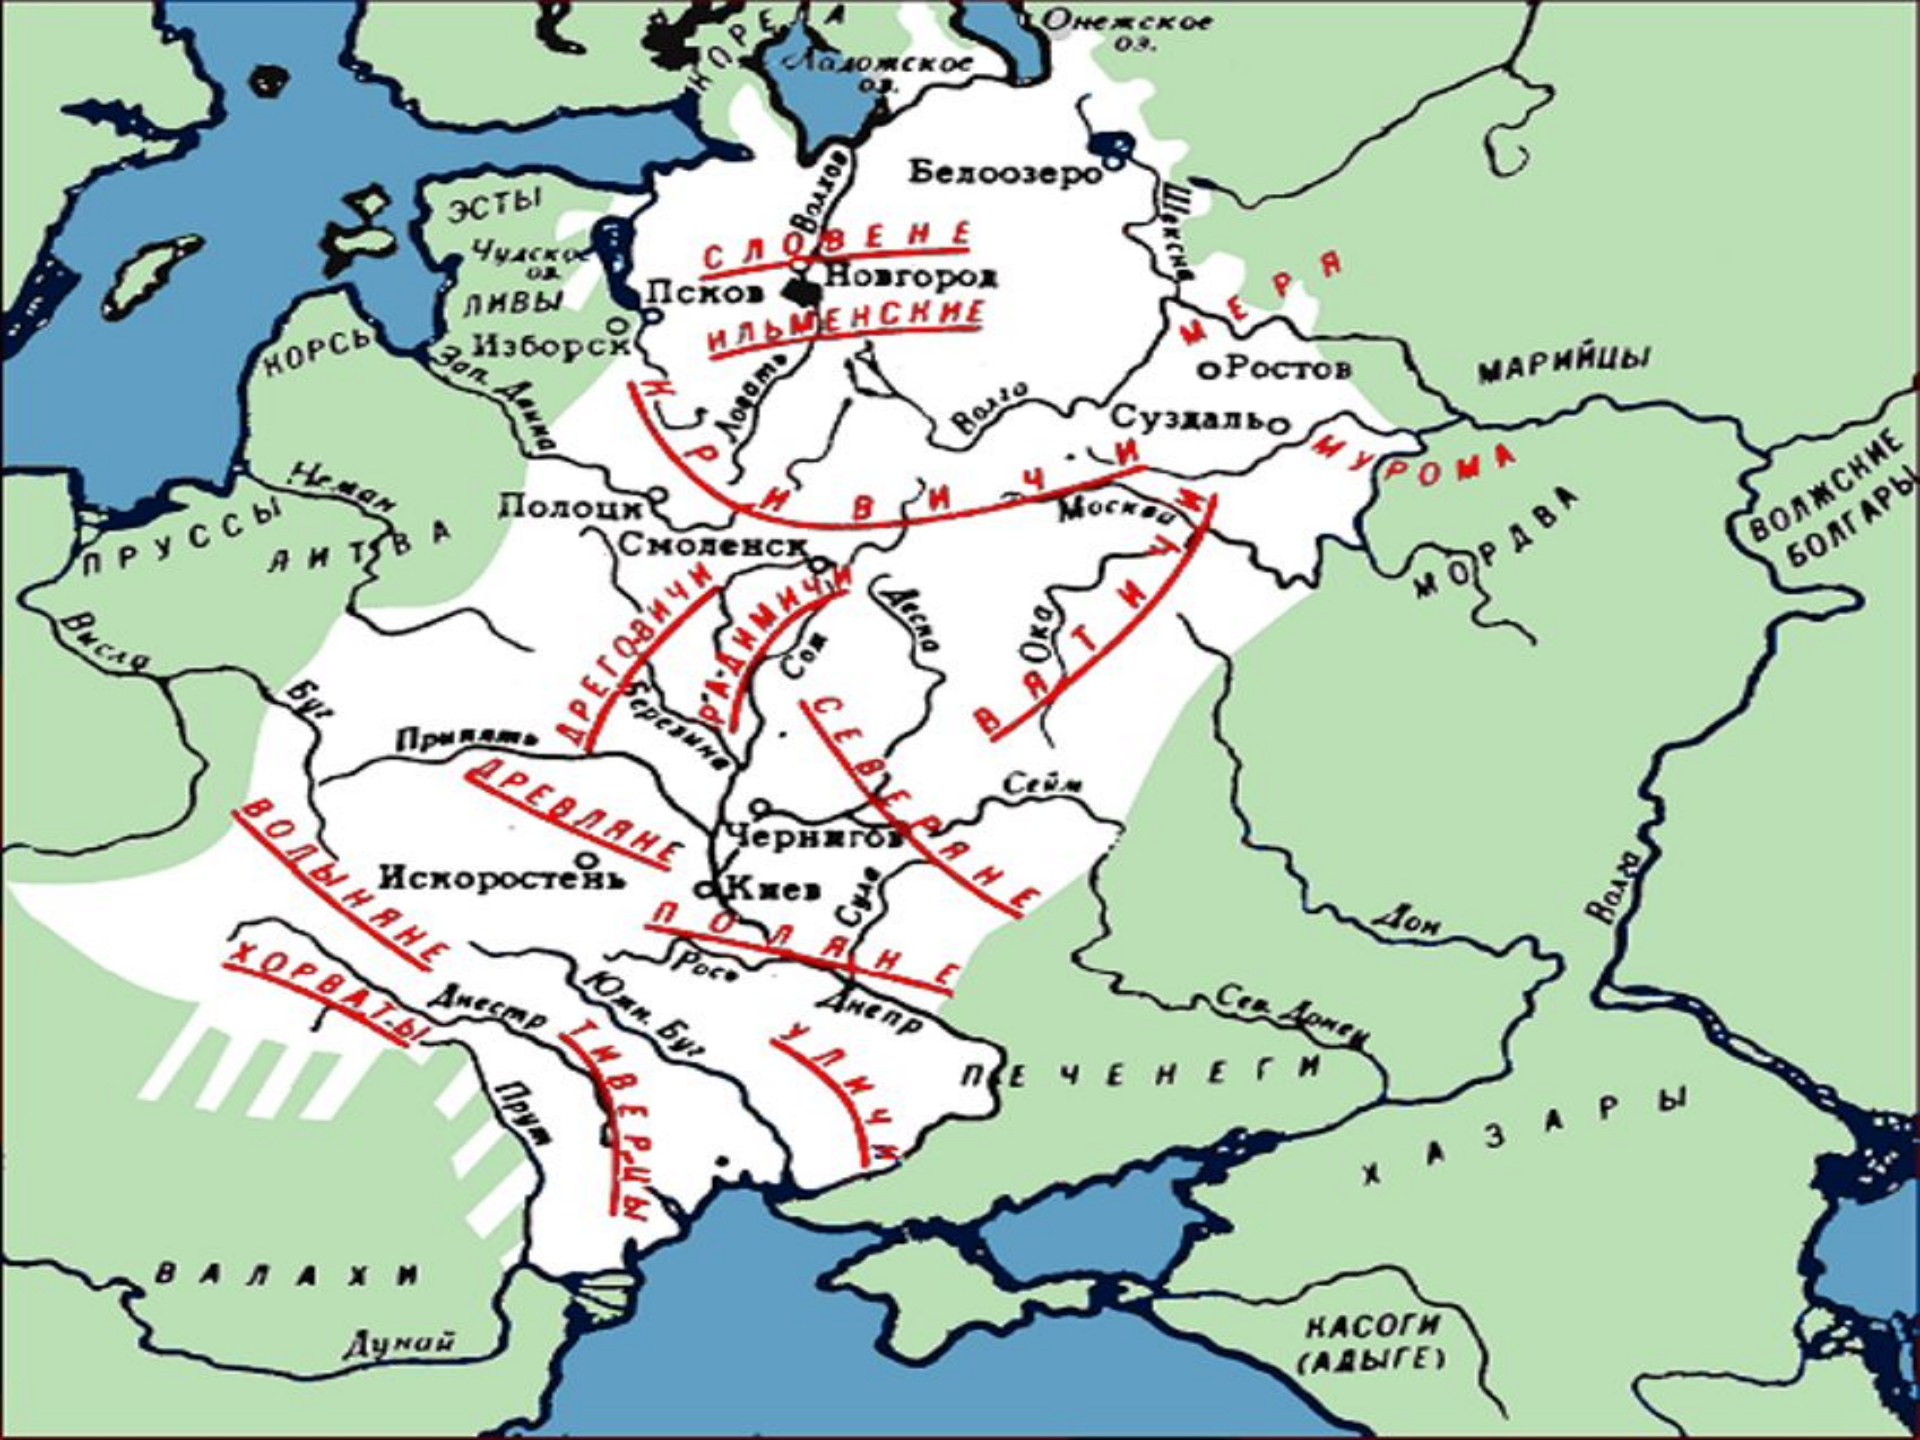 КОРЕЛА
Онежское
оз.
Ладожское
оз.
Белоозеро
Волхов
Шексна
ЭСТЫ
Чудское
оз.
СЛОВЕНЕ
Новгород
Псков
ЛИВЫ
ИЛЬМЕНСКИЕ
Изборск
МЕРЯ
КОРСЬ
Зап. Двина
Ловать
Ростов
МАРИЙЦЫ
Волга
Суздаль
КРИВИЧИ
МУРОМА
ВОЛЖСКИЕ
БОЛГАРЫ
Неман
ПРУССЫ
ЛИТВА
Полоцк
Москва
МОРДВА
Смоленск
ДРЕГОВИЧИ
РАДИМИЧИ
Десна
ВЯТИЧИ
Ока
Сож
Висла
Буг
Березина
Припять
СЕВЕРЯНЕ
Сейм
ДРЕВЛЯНЕ
ВОЛЫНЯНЕ
Чернигов
Искоростень
Киев
Сула
Волга
ПОЛЯНЕ
Дон
ХОРВАТЫ
Рось
Днестр
Южн. Буг
Днепр
Сев. Донец
ТИВЕРЦЫ
УЛИЧИ
ПЕЧЕНЕГИ
Прут
ХАЗАРЫ
ВАЛАХИ
Дунай
КАСОГИ
(АДЫГЕ)